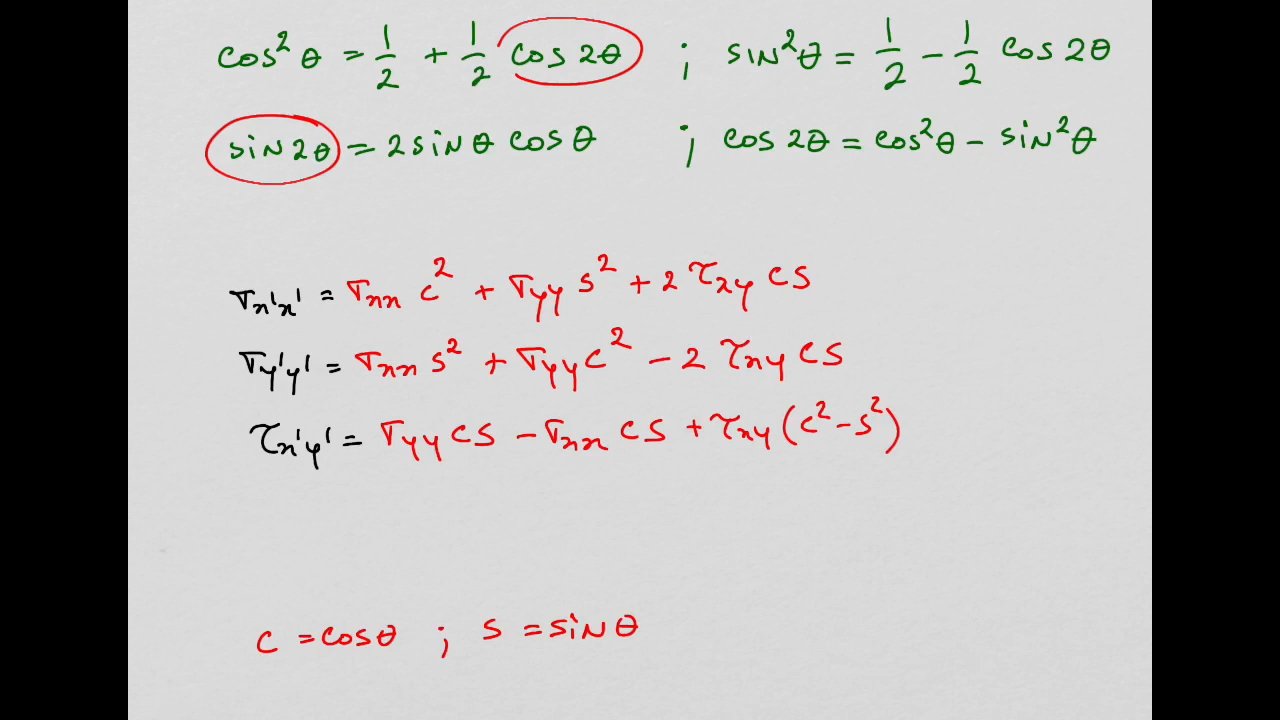 cos²θ = 1/2 + 1/2 cos 2θ ; sin²θ = 1/2 - 1/2 cos 2θ
sin 2θ = 2 sin θ cos θ ; cos 2θ = cos²θ - sin²θ
σx'x' = σxx c² + σyy s² + 2 τxy cs
σy'y' = σxx s² + σyy c² - 2 τxy cs
τx'y' = σyy cs - σxx cs + τxy (c² - s²)
c = cosθ ; s = sin θ